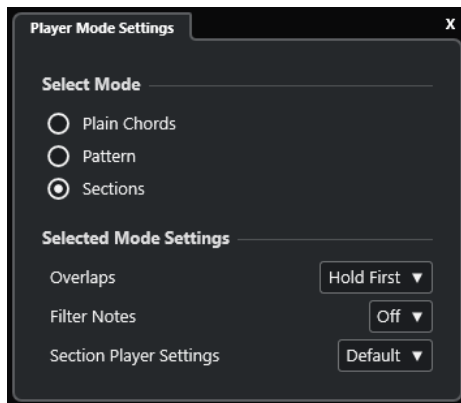 Player Mode Settings X
Select Mode
Plain Chords
Pattern
Sections
Selected Mode Settings
Overlaps Hold First ▼
Filter Notes Off ▼
Section Player Settings Default ▼